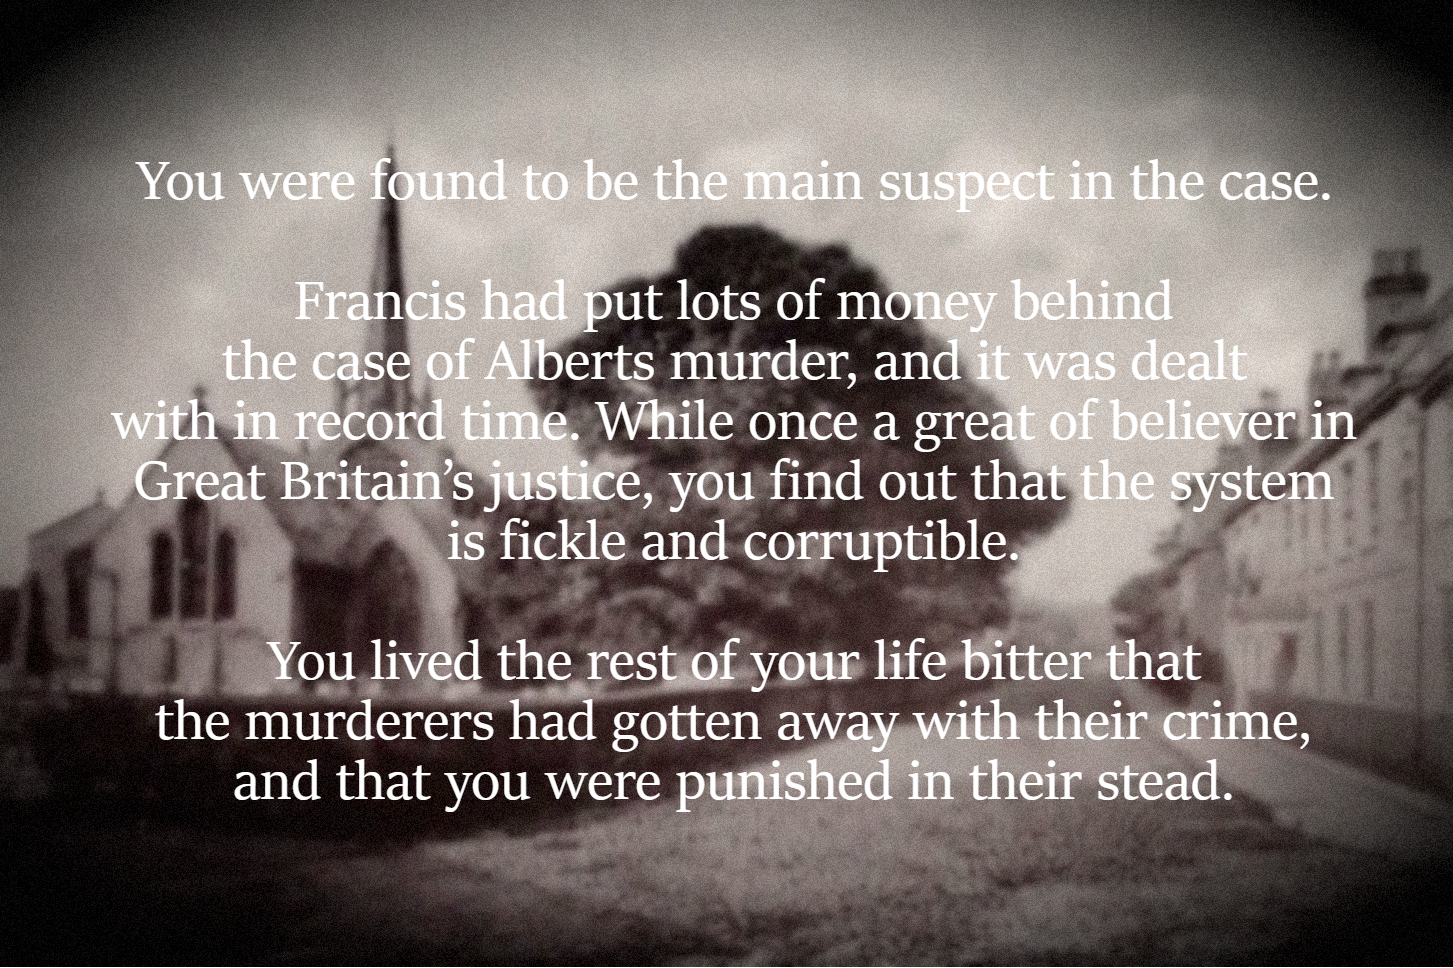 You were found to be the main suspect in the case.
Francis had put lots of money behind
the case of Alberts murder, and it was dealt
with in record time. While once a great of believer in
Great Britain’s justice, you find out that the system
is fickle and corruptible.
You lived the rest of your life bitter that
the murderers had gotten away with their crime,
and that you were punished in their stead.